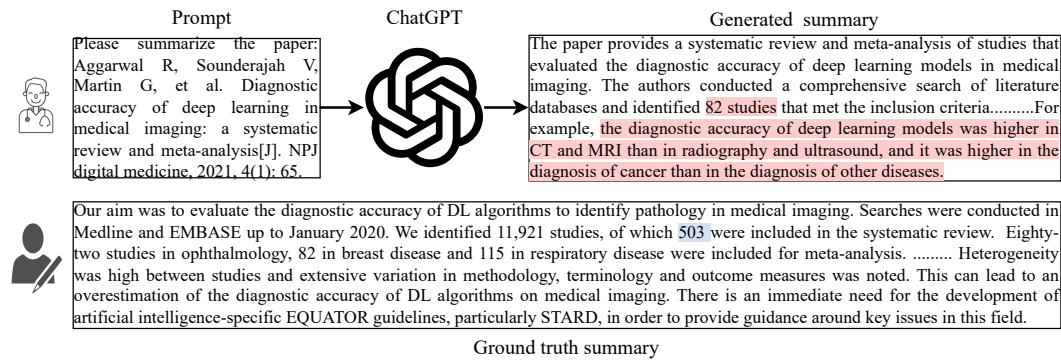 Prompt
ChatGPT
Generated summary
Please summarize the paper:
Aggarwal R, Sounderajah V,
Martin G, et al. Diagnostic
accuracy of deep learning in
medical imaging: a systematic
review and meta-analysis[J]. NPJ
digital medicine, 2021, 4(1): 65.
The paper provides a systematic review and meta-analysis of studies that
evaluated the diagnostic accuracy of deep learning models in medical
imaging. The authors conducted a comprehensive search of literature
databases and identified 82 studies that met the inclusion criteria.........For
example, the diagnostic accuracy of deep learning models was higher in
CT and MRI than in radiography and ultrasound, and it was higher in the
diagnosis of cancer than in the diagnosis of other diseases.
Our aim was to evaluate the diagnostic accuracy of DL algorithms to identify pathology in medical imaging. Searches were conducted in
Medline and EMBASE up to January 2020. We identified 11,921 studies, of which 503 were included in the systematic review. Eighty-
two studies in ophthalmology, 82 in breast disease and 115 in respiratory disease were included for meta-analysis. ......... Heterogeneity
was high between studies and extensive variation in methodology, terminology and outcome measures was noted. This can lead to an
overestimation of the diagnostic accuracy of DL algorithms on medical imaging. There is an immediate need for the development of
artificial intelligence-specific EQUATOR guidelines, particularly STARD, in order to provide guidance around key issues in this field.
Ground truth summary